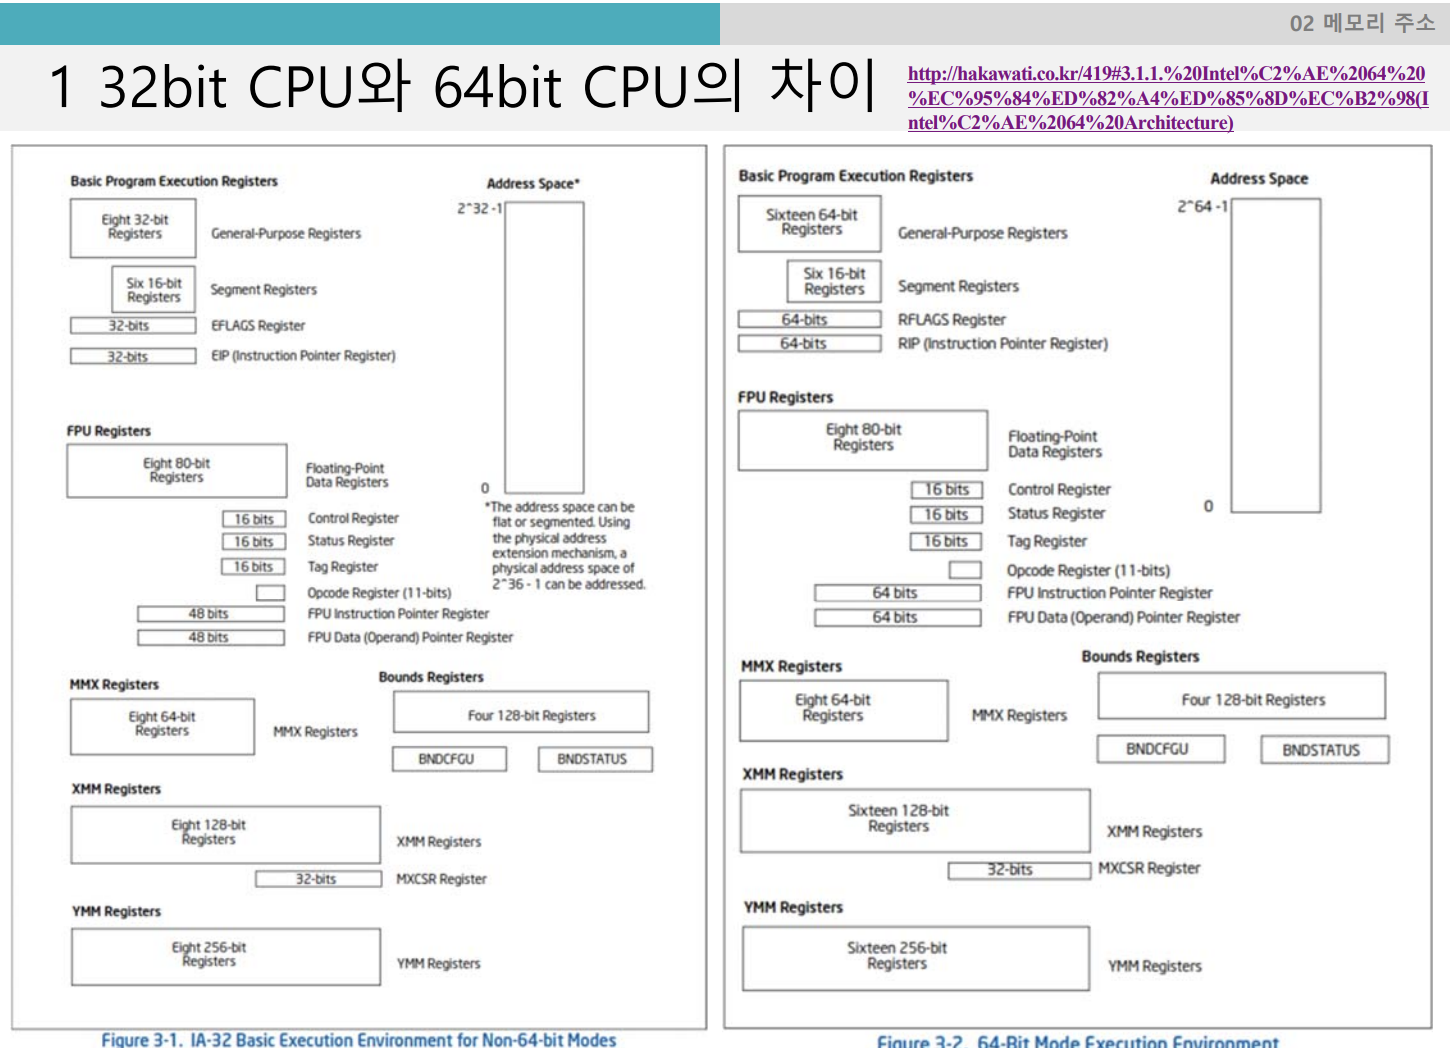 02 메모리 주소
1 32bit CPU와 64bit CPU의 차이
http://hakawati.co.kr/419#3.1.1.%20Intel%C2%AE%2064%20
%EC%95%84%ED%82%A4%ED%85%8D%EC%B2%98(I
ntel%C2%AE%2064%20Architecture)
Basic Program Execution Registers
Address Space*
2^32 -1
Eight 32-bit
Registers
General-Purpose Registers
Six 16-bit
Registers
Segment Registers
32-bits
EFLAGS Register
32-bits
EIP (Instruction Pointer Register)
FPU Registers
Eight 80-bit
Registers
Floating-Point
Data Registers
0
*The address space can be
flat or segmented. Using
the physical address
extension mechanism, a
physical address space of
2^36 - 1 can be addressed.
16 bits
Control Register
16 bits
Status Register
16 bits
Tag Register
Opcode Register (11-bits)
48 bits
FPU Instruction Pointer Register
48 bits
FPU Data (Operand) Pointer Register
MMX Registers
Eight 64-bit
Registers
MMX Registers
Bounds Registers
Four 128-bit Registers
BNDCFGU
BNDSTATUS
XMM Registers
Eight 128-bit
Registers
XMM Registers
32-bits
MXCSR Register
YMM Registers
Eight 256-bit
Registers
YMM Registers
Figure 3-1. IA-32 Basic Execution Environment for Non-64-bit Modes
Basic Program Execution Registers
Address Space
2^64 -1
Sixteen 64-bit
Registers
General-Purpose Registers
Six 16-bit
Registers
Segment Registers
64-bits
RFLAGS Register
64-bits
RIP (Instruction Pointer Register)
FPU Registers
Eight 80-bit
Registers
Floating-Point
Data Registers
0
16 bits
Control Register
16 bits
Status Register
16 bits
Tag Register
Opcode Register (11-bits)
64 bits
FPU Instruction Pointer Register
64 bits
FPU Data (Operand) Pointer Register
MMX Registers
Eight 64-bit
Registers
MMX Registers
Bounds Registers
Four 128-bit Registers
BNDCFGU
BNDSTATUS
XMM Registers
Sixteen 128-bit
Registers
XMM Registers
32-bits
MXCSR Register
YMM Registers
Sixteen 256-bit
Registers
YMM Registers
Figure 3-2. 64-Bit Mode Execution Environment